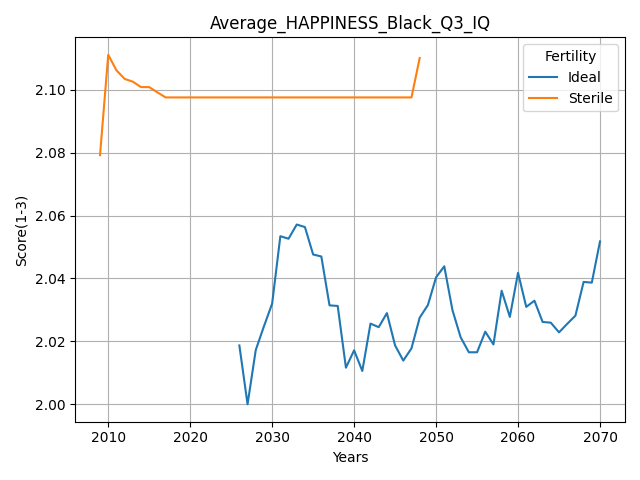 Average_HAPPINESS_Black_Q3_IQ
Fertility
Ideal
Sterile
Score(1-3)
2.10
2.08
2.06
2.04
2.02
2.00
2010 2020 2030 2040 2050 2060 2070
Years